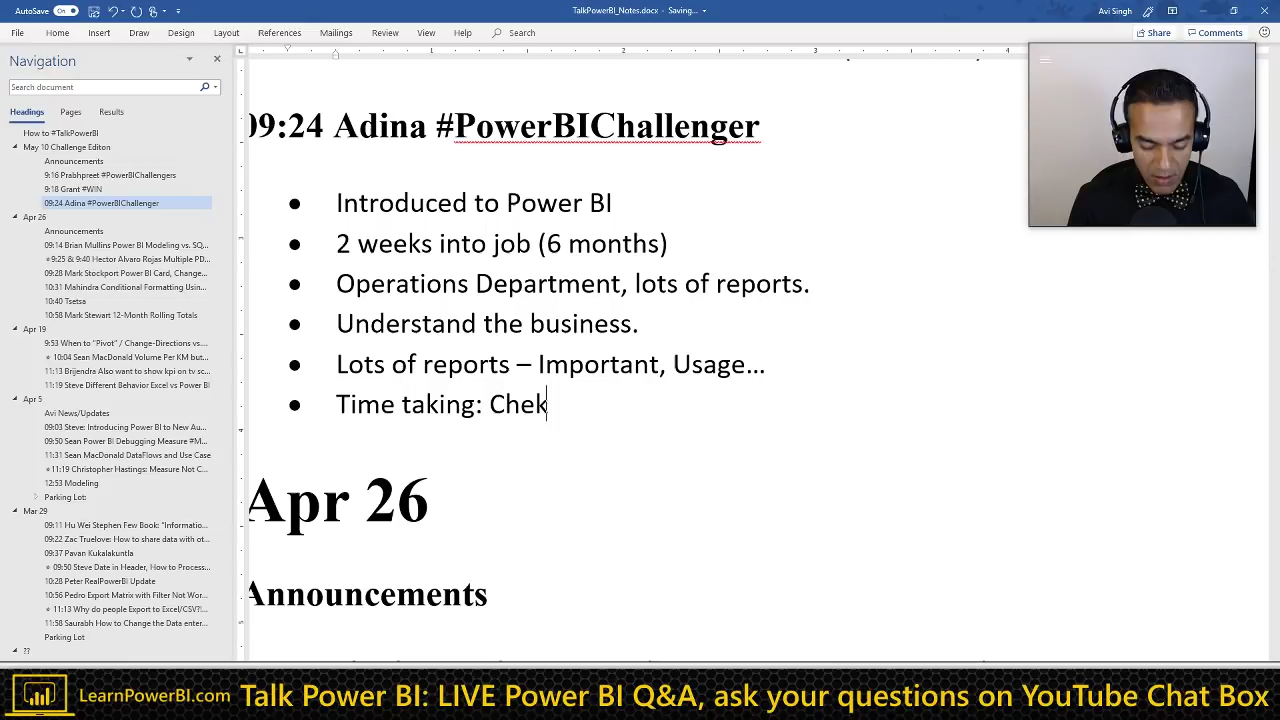 AutoSave On TalkPowerBI_Notes.docx - Saving... Avi Singh
File Home Insert Draw Design Layout References Mailings Review View Help Search Share Comments
Navigation
Search document
Headings Pages Results
How to #TalkPowerBI
May 10 Challenge Editon
Announcements
9:16 Prabhpreet #PowerBIChallengers
9:18 Grant #WIN
09:24 Adina #PowerBIChallenger
Apr 26
Announcements
09:14 Brian Mullins Power BI Modeling vs. SQ...
9:25 & 9:40 Hector Alvaro Rojas Multiple PD...
09:28 Mark Stockport Power BI Card, Change...
10:31 Mahindra Conditional Formatting Usin...
10:40 Tsetsa
10:58 Mark Stewart 12-Month Rolling Totals
Apr 19
9:53 When to "Pivot" / Change-Directions vs...
10:04 Sean MacDonald Volume Per KM but...
11:13 Brijendra Also want to show kpi on tv sc...
11:19 Steve Different Behavior Excel vs Power BI
Apr 5
Avi News/Updates
09:03 Steve: Introducing Power BI to New Au...
09:50 Sean Power BI Debugging Measure #M...
11:31 Sean MacDonald DataFlows and Use Case
11:19 Christopher Hastings: Measure Not C...
12:53 Modeling
Parking Lot:
Mar 29
09:11 Hu Wei Stephen Few Book: "Informatio...
09:22 Zac Truelove: How to share data with ot...
09:37 Pavan Kukalakuntla
09:50 Steve Date in Header, How to Process...
10:28 Peter RealPowerBI Update
10:56 Pedro Export Matrix with Filter Not Wor...
11:13 Why do people Export to Excel/CSV?!...
11:58 Saurabh How to Change the Data enter...
Parking Lot
??
1 2 3 4
09:24 Adina #PowerBIChallenger
● Introduced to Power BI
● 2 weeks into job (6 months)
● Operations Department, lots of reports.
● Understand the business.
● Lots of reports – Important, Usage...
● Time taking: Chek
Apr 26
Announcements
LearnPowerBI.com Talk Power BI: LIVE Power BI Q&A, ask your questions on YouTube Chat Box